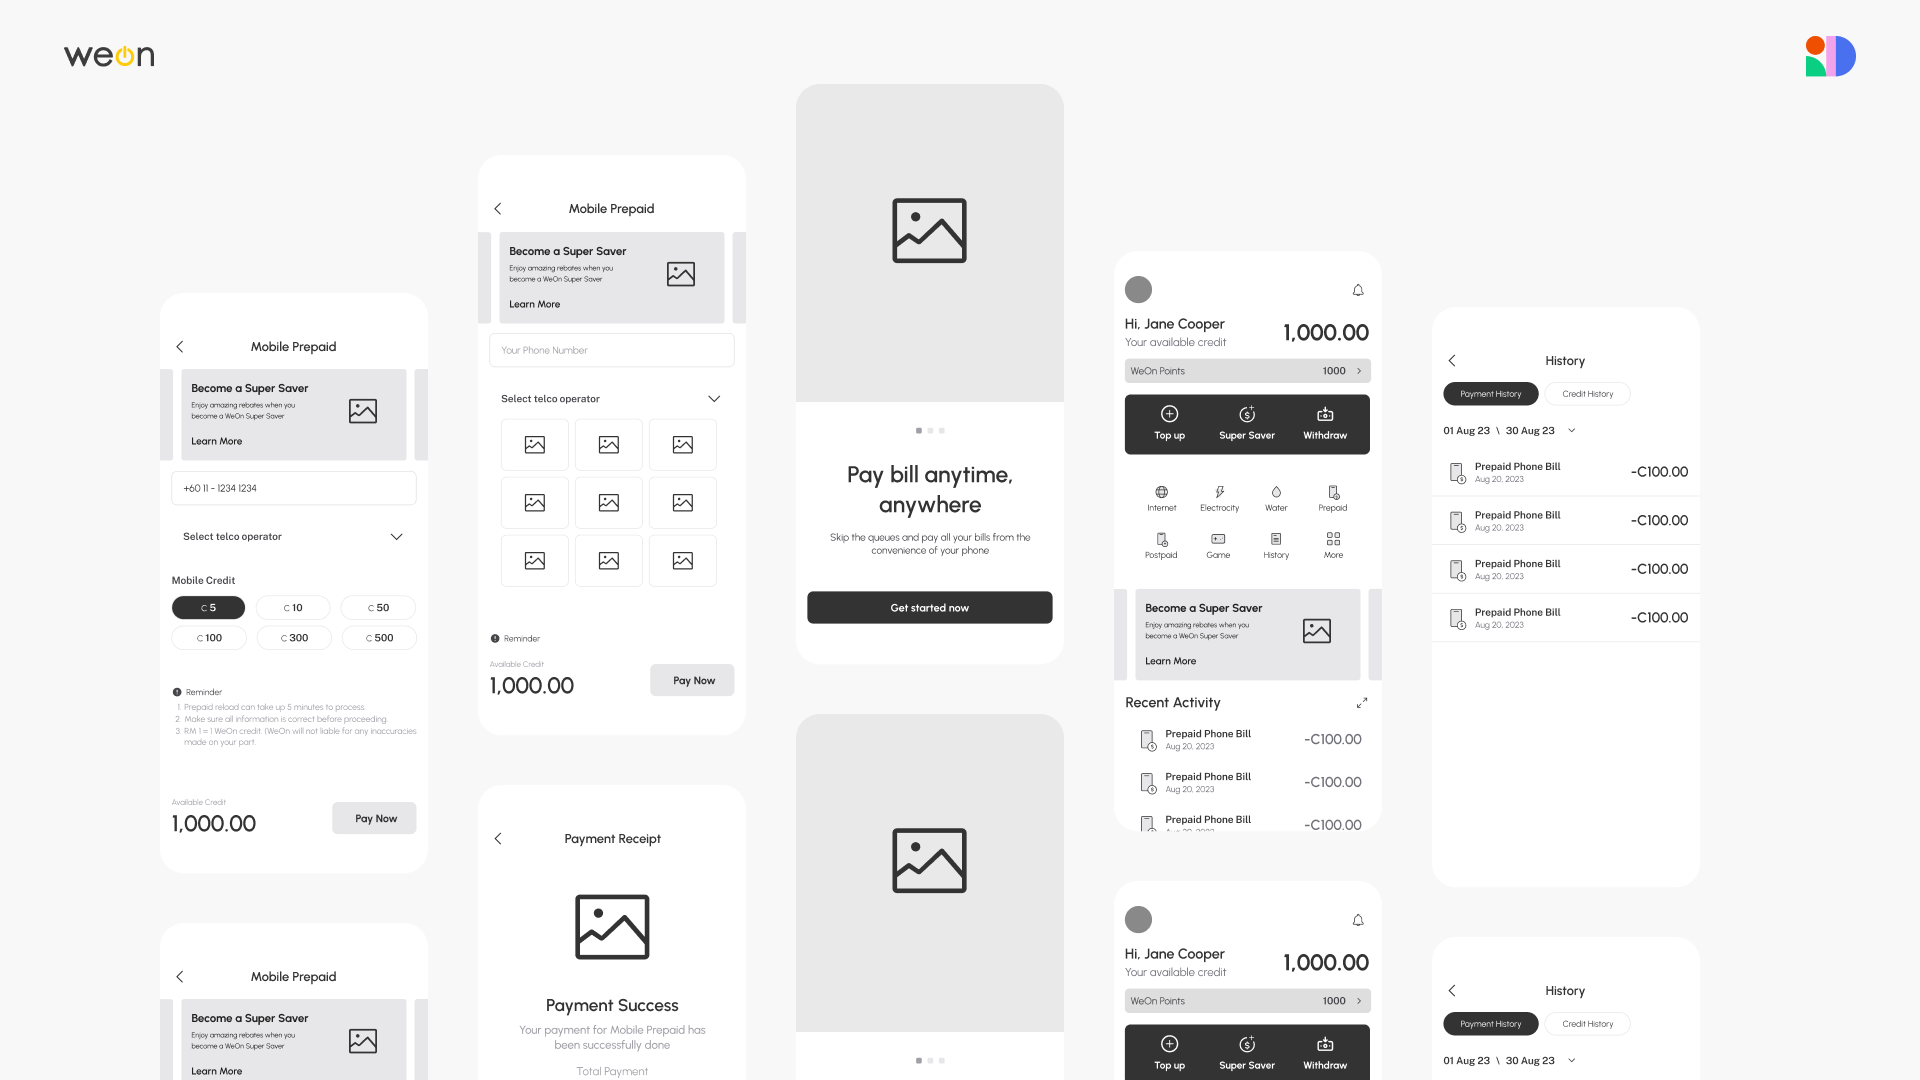 weon
Mobile Prepaid
Become a Super Saver
Enjoy amazing rebates when you
become a WeOn Super Saver
Learn More
+60 11 - 1234 1234
Select telco operator
Mobile Credit
C 5
C 10
C 50
C 100
C 300
C 500
Reminder
1. Prepaid reload can take up 5 minutes to process.
2. Make sure all information is correct before proceeding.
3. RM 1 = 1 WeOn credit. (WeOn will not liable for any inaccuracies
made on your part.
Available Credit
1,000.00
Pay Now
Mobile Prepaid
Become a Super Saver
Enjoy amazing rebates when you
become a WeOn Super Saver
Learn More
Mobile Prepaid
Become a Super Saver
Enjoy amazing rebates when you
become a WeOn Super Saver
Learn More
Your Phone Number
Select telco operator
Reminder
Available Credit
1,000.00
Pay Now
Payment Receipt
Payment Success
Your payment for Mobile Prepaid has
been successfully done
Total Payment
Pay bill anytime,
anywhere
Skip the queues and pay all your bills from the
convenience of your phone
Get started now
Hi, Jane Cooper
Your available credit
1,000.00
WeOn Points
1000
Top up
Super Saver
Withdraw
Internet
Electrocity
Water
Prepaid
Postpaid
Game
History
More
Become a Super Saver
Enjoy amazing rebates when you
become a WeOn Super Saver
Learn More
Recent Activity
Prepaid Phone Bill
Aug 20, 2023
-C100.00
Prepaid Phone Bill
Aug 20, 2023
-C100.00
Prepaid Phone Bill
-C100.00
Hi, Jane Cooper
Your available credit
1,000.00
WeOn Points
1000
Top up
Super Saver
Withdraw
History
Payment History
Credit History
01 Aug 23 \ 30 Aug 23
Prepaid Phone Bill
Aug 20, 2023
-C100.00
Prepaid Phone Bill
Aug 20, 2023
-C100.00
Prepaid Phone Bill
Aug 20, 2023
-C100.00
Prepaid Phone Bill
Aug 20, 2023
-C100.00
History
Payment History
Credit History
01 Aug 23 \ 30 Aug 23